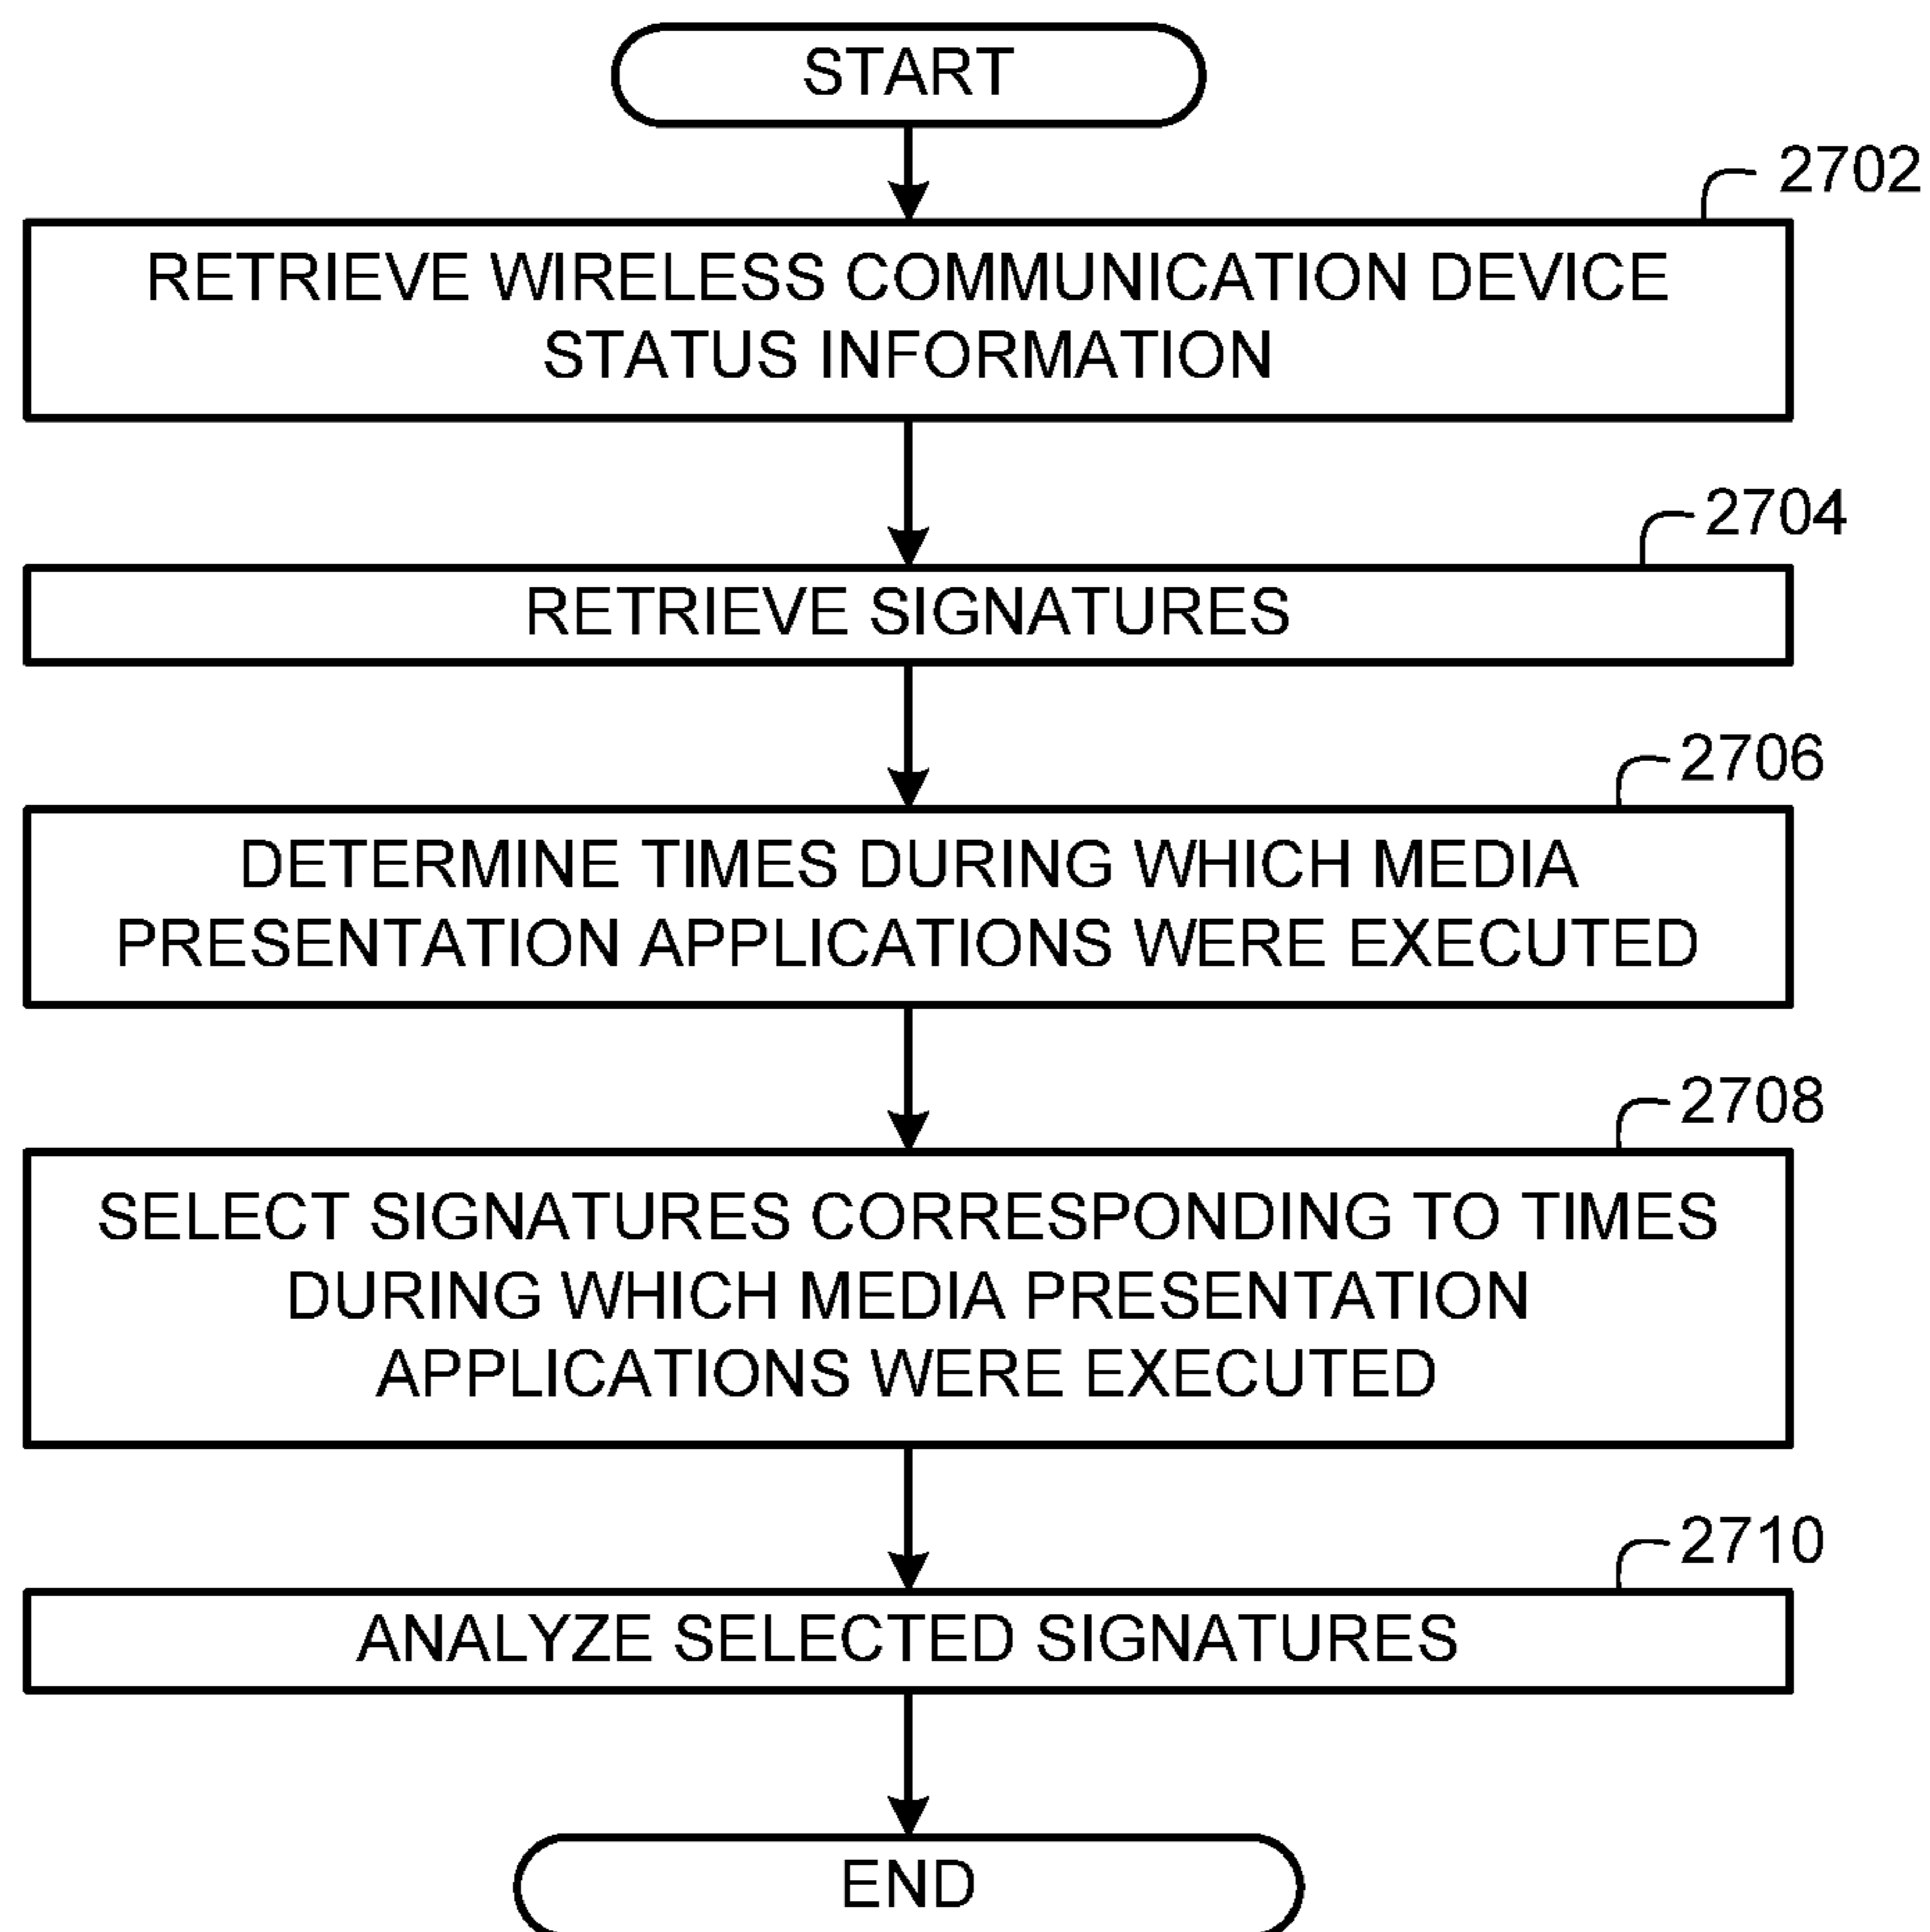 START
2702
RETRIEVE WIRELESS COMMUNICATION DEVICE
STATUS INFORMATION
2704
RETRIEVE SIGNATURES
2706
DETERMINE TIMES DURING WHICH MEDIA
PRESENTATION APPLICATIONS WERE EXECUTED
2708
SELECT SIGNATURES CORRESPONDING TO TIMES
DURING WHICH MEDIA PRESENTATION
APPLICATIONS WERE EXECUTED
2710
ANALYZE SELECTED SIGNATURES
END